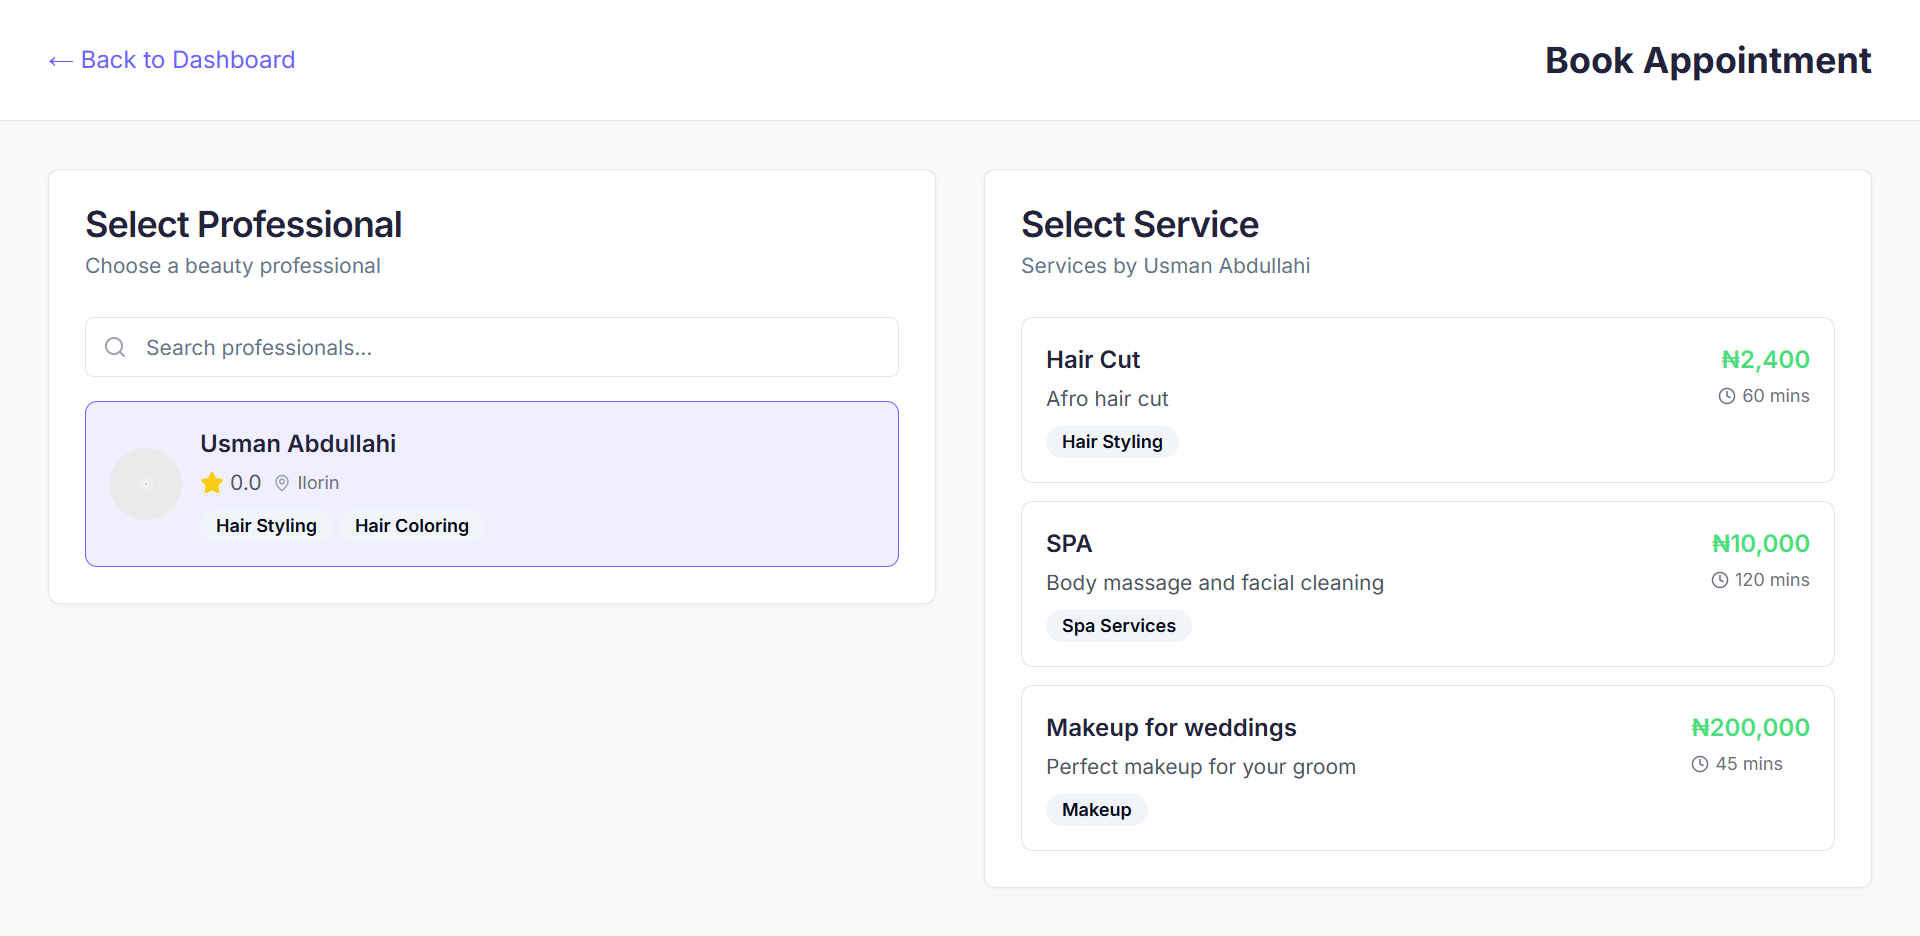 ← Back to Dashboard
Book Appointment
Select Professional
Choose a beauty professional
Search professionals...
Usman Abdullahi
0.0 Ilorin
Hair Styling Hair Coloring
Select Service
Services by Usman Abdullahi
Hair Cut ₦2,400
Afro hair cut 60 mins
Hair Styling
SPA ₦10,000
Body massage and facial cleaning 120 mins
Spa Services
Makeup for weddings ₦200,000
Perfect makeup for your groom 45 mins
Makeup